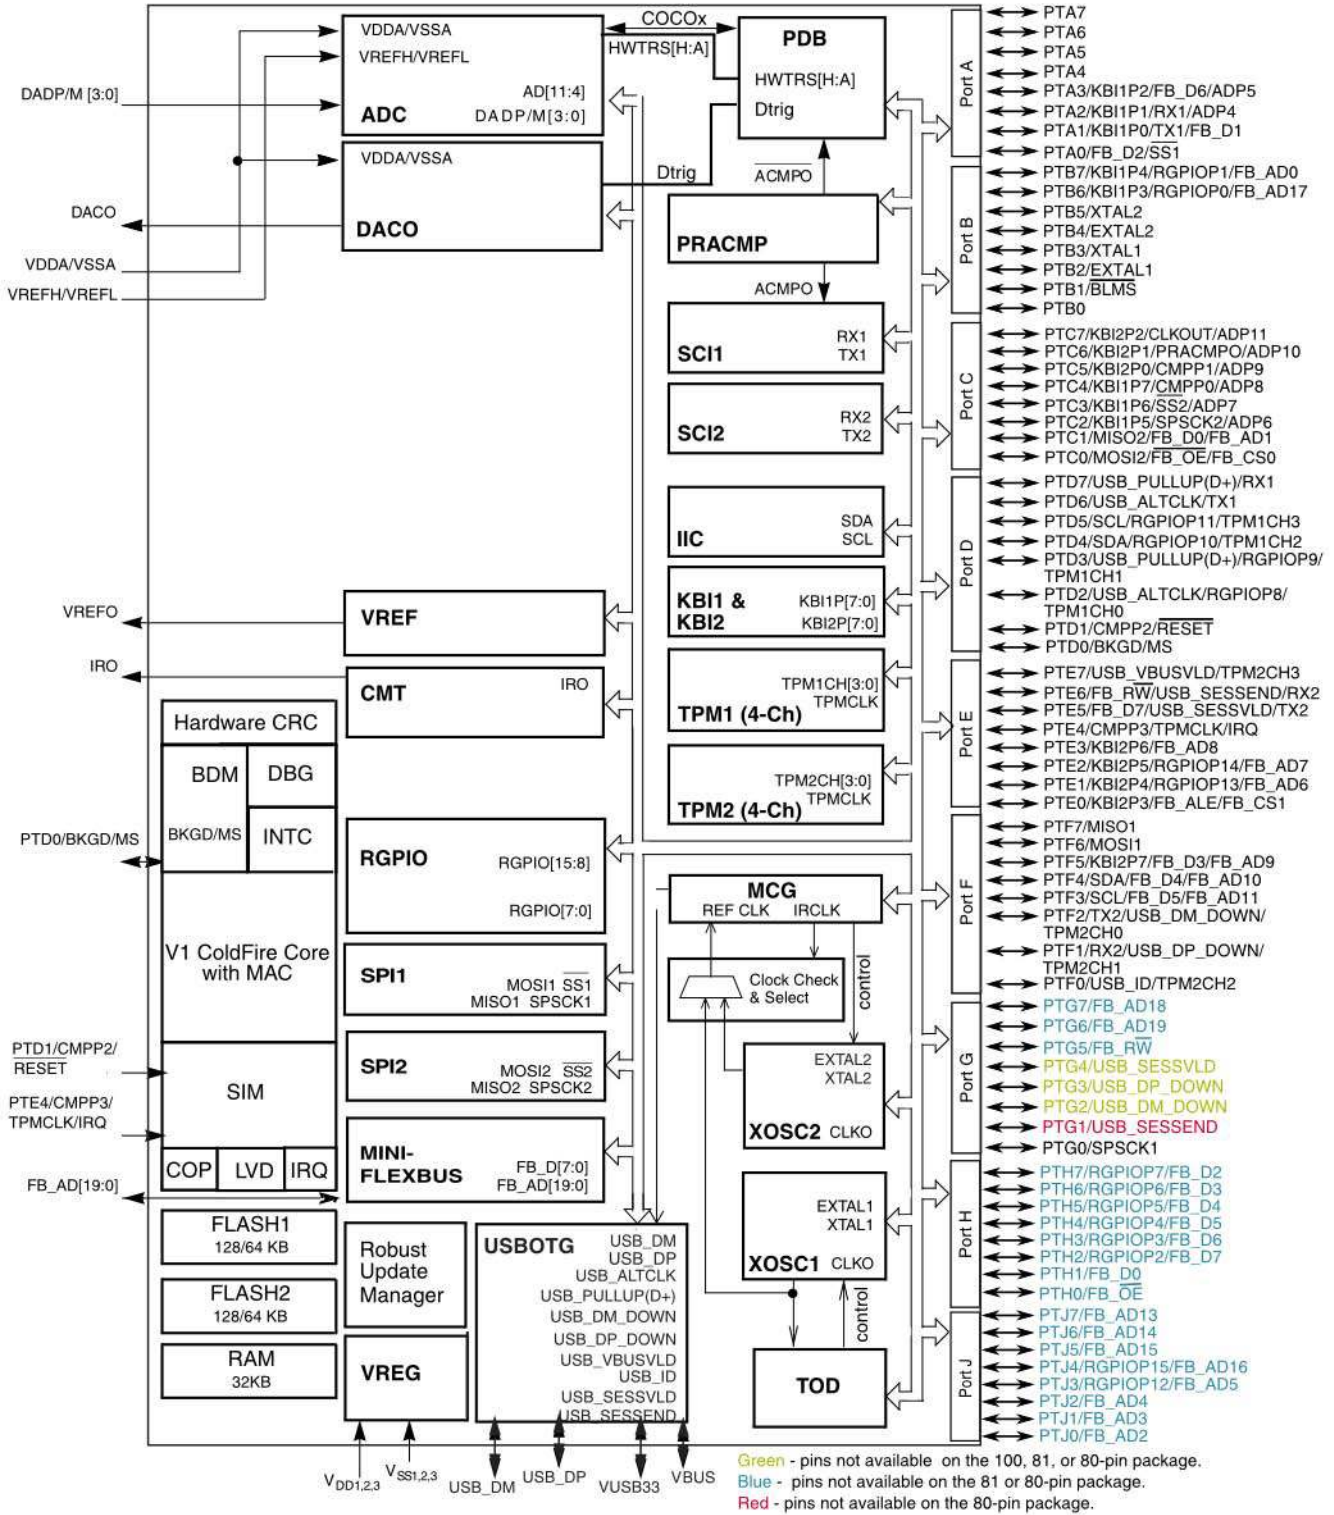 VDDA/VSSA
VREFH/VREFL
DADP/M [3:0]
AD[11:4]
DADP/M[3:0]
ADC
COCOx
HWTRS[H:A]
PDB
HWTRS[H:A]
Dtrig
VDDA/VSSA
DACO
DACO
Dtrig
ACMPO
VDDA/VSSA
VREFH/VREFL
PRACMP
ACMPO
RX1
TX1
SCI1
RX2
TX2
SCI2
SDA
SCL
IIC
KBI1 &
KBI2
KBI1P[7:0]
KBI2P[7:0]
TPM1CH[3:0]
TPMCLK
TPM1 (4-Ch)
TPM2CH[3:0]
TPMCLK
TPM2 (4-Ch)
VREFO
VREF
IRO
CMT
IRO
Hardware CRC
BDM
DBG
BKGD/MS
INTC
PTD0/BKGD/MS
V1 ColdFire Core
with MAC
PTD1/CMPP2/
RESET
SIM
PTE4/CMPP3/
TPMCLK/IRQ
COP
LVD
IRQ
FB_AD[19:0]
FLASH1
128/64 KB
FLASH2
128/64 KB
RAM
32KB
RGPIO
RGPIO[15:8]
RGPIO[7:0]
SPI1
MOSI1 SS1
MISO1 SPSCK1
SPI2
MOSI2 SS2
MISO2 SPSCK2
MINI-
FLEXBUS
FB_D[7:0]
FB_AD[19:0]
Robust
Update
Manager
VREG
VDD1,2,3
VSS1,2,3
USBOTG
USB_DM
USB_DP
USB_ALTCLK
USB_PULLUP(D+)
USB_DM_DOWN
USB_DP_DOWN
USB_VBUSVLD
USB_ID
USB_SESSVLD
USB_SESSEND
USB_DM
USB_DP
VUSB33
VBUS
MCG
REF CLK
IRCLK
Clock Check
& Select
control
EXTAL2
XTAL2
XOSC2
CLKO
EXTAL1
XTAL1
XOSC1
CLKO
control
TOD
Port A
PTA7
PTA6
PTA5
PTA4
PTA3/KBI1P2/FB_D6/ADP5
PTA2/KBI1P1/RX1/ADP4
PTA1/KBI1P0/TX1/FB_D1
PTA0/FB_D2/SS1
Port B
PTB7/KBI1P4/RGPIOP1/FB_AD0
PTB6/KBI1P3/RGPIOP0/FB_AD17
PTB5/XTAL2
PTB4/EXTAL2
PTB3/XTAL1
PTB2/EXTAL1
PTB1/BLMS
PTB0
Port C
PTC7/KBI2P2/CLKOUT/ADP11
PTC6/KBI2P1/PRACMPO/ADP10
PTC5/KBI2P0/CMPP1/ADP9
PTC4/KBI1P7/CMPP0/ADP8
PTC3/KBI1P6/SS2/ADP7
PTC2/KBI1P5/SPSCK2/ADP6
PTC1/MISO2/FB_D0/FB_AD1
PTC0/MOSI2/FB_OE/FB_CS0
Port D
PTD7/USB_PULLUP(D+)/RX1
PTD6/USB_ALTCLK/TX1
PTD5/SCL/RGPIOP11/TPM1CH3
PTD4/SDA/RGPIOP10/TPM1CH2
PTD3/USB_PULLUP(D+)/RGPIOP9/
TPM1CH1
PTD2/USB_ALTCLK/RGPIOP8/
TPM1CH0
PTD1/CMPP2/RESET
PTD0/BKGD/MS
Port E
PTE7/USB_VBUSVLD/TPM2CH3
PTE6/FB_RW/USB_SESSEND/RX2
PTE5/FB_D7/USB_SESSVLD/TX2
PTE4/CMPP3/TPMCLK/IRQ
PTE3/KBI2P6/FB_AD8
PTE2/KBI2P5/RGPIOP14/FB_AD7
PTE1/KBI2P4/RGPIOP13/FB_AD6
PTE0/KBI2P3/FB_ALE/FB_CS1
Port F
PTF7/MISO1
PTF6/MOSI1
PTF5/KBI2P7/FB_D3/FB_AD9
PTF4/SDA/FB_D4/FB_AD10
PTF3/SCL/FB_D5/FB_AD11
PTF2/TX2/USB_DM_DOWN/
TPM2CH0
PTF1/RX2/USB_DP_DOWN/
TPM2CH1
PTF0/USB_ID/TPM2CH2
Port G
PTG7/FB_AD18
PTG6/FB_AD19
PTG5/FB_RW
PTG4/USB_SESSVLD
PTG3/USB_DP_DOWN
PTG2/USB_DM_DOWN
PTG1/USB_SESSEND
PTG0/SPSCK1
Port H
PTH7/RGPIOP7/FB_D2
PTH6/RGPIOP6/FB_D3
PTH5/RGPIOP5/FB_D4
PTH4/RGPIOP4/FB_D5
PTH3/RGPIOP3/FB_D6
PTH2/RGPIOP2/FB_D7
PTH1/FB_D0
PTH0/FB_OE
Port J
PTJ7/FB_AD13
PTJ6/FB_AD14
PTJ5/FB_AD15
PTJ4/RGPIOP15/FB_AD16
PTJ3/RGPIOP12/FB_AD5
PTJ2/FB_AD4
PTJ1/FB_AD3
PTJ0/FB_AD2
Green - pins not available on the 100, 81, or 80-pin package.
Blue - pins not available on the 81 or 80-pin package.
Red - pins not available on the 80-pin package.